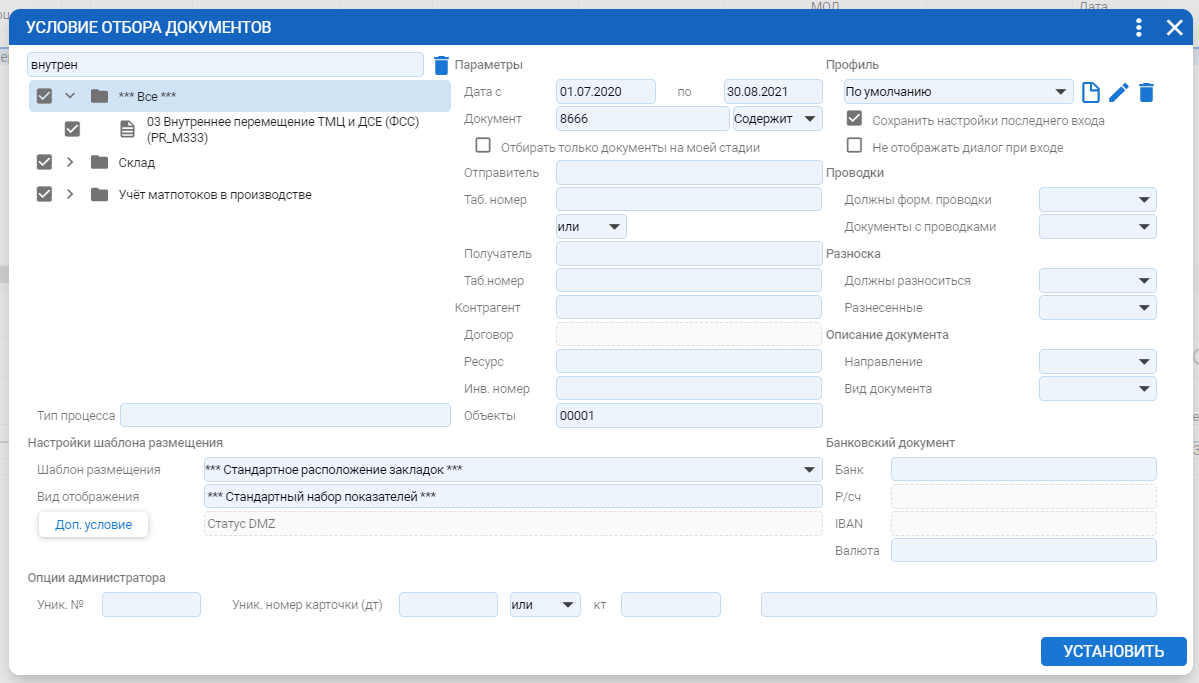 МОЛ Дата
УСЛОВИЕ ОТБОРА ДОКУМЕНТОВ
внутрен
*** Все ***
03 Внутреннее перемещение ТМЦ и ДСЕ (ФСС)
(PR_M333)
Склад
Учёт матпотоков в производстве
Тип процесса
Параметры
Дата с 01.07.2020 по 30.08.2021
Документ 8666 Содержит
Отбирать только документы на моей стадии
Отправитель
Таб. номер
или
Получатель
Таб.номер
Контрагент
Договор
Ресурс
Инв. номер
Объекты 00001
Профиль
По умолчанию
Сохранить настройки последнего входа
Не отображать диалог при входе
Проводки
Должны форм. проводки
Документы с проводками
Разноска
Должны разноситься
Разнесенные
Описание документа
Направление
Вид документа
Настройки шаблона размещения
Шаблон размещения *** Стандартное расположение закладок ***
Вид отображения *** Стандартный набор показателей ***
Доп. условие Статус DMZ
Банковский документ
Банк
Р/сч
IBAN
Валюта
Опции администратора
Уник. № Уник. номер карточки (дт) или кт
УСТАНОВИТЬ